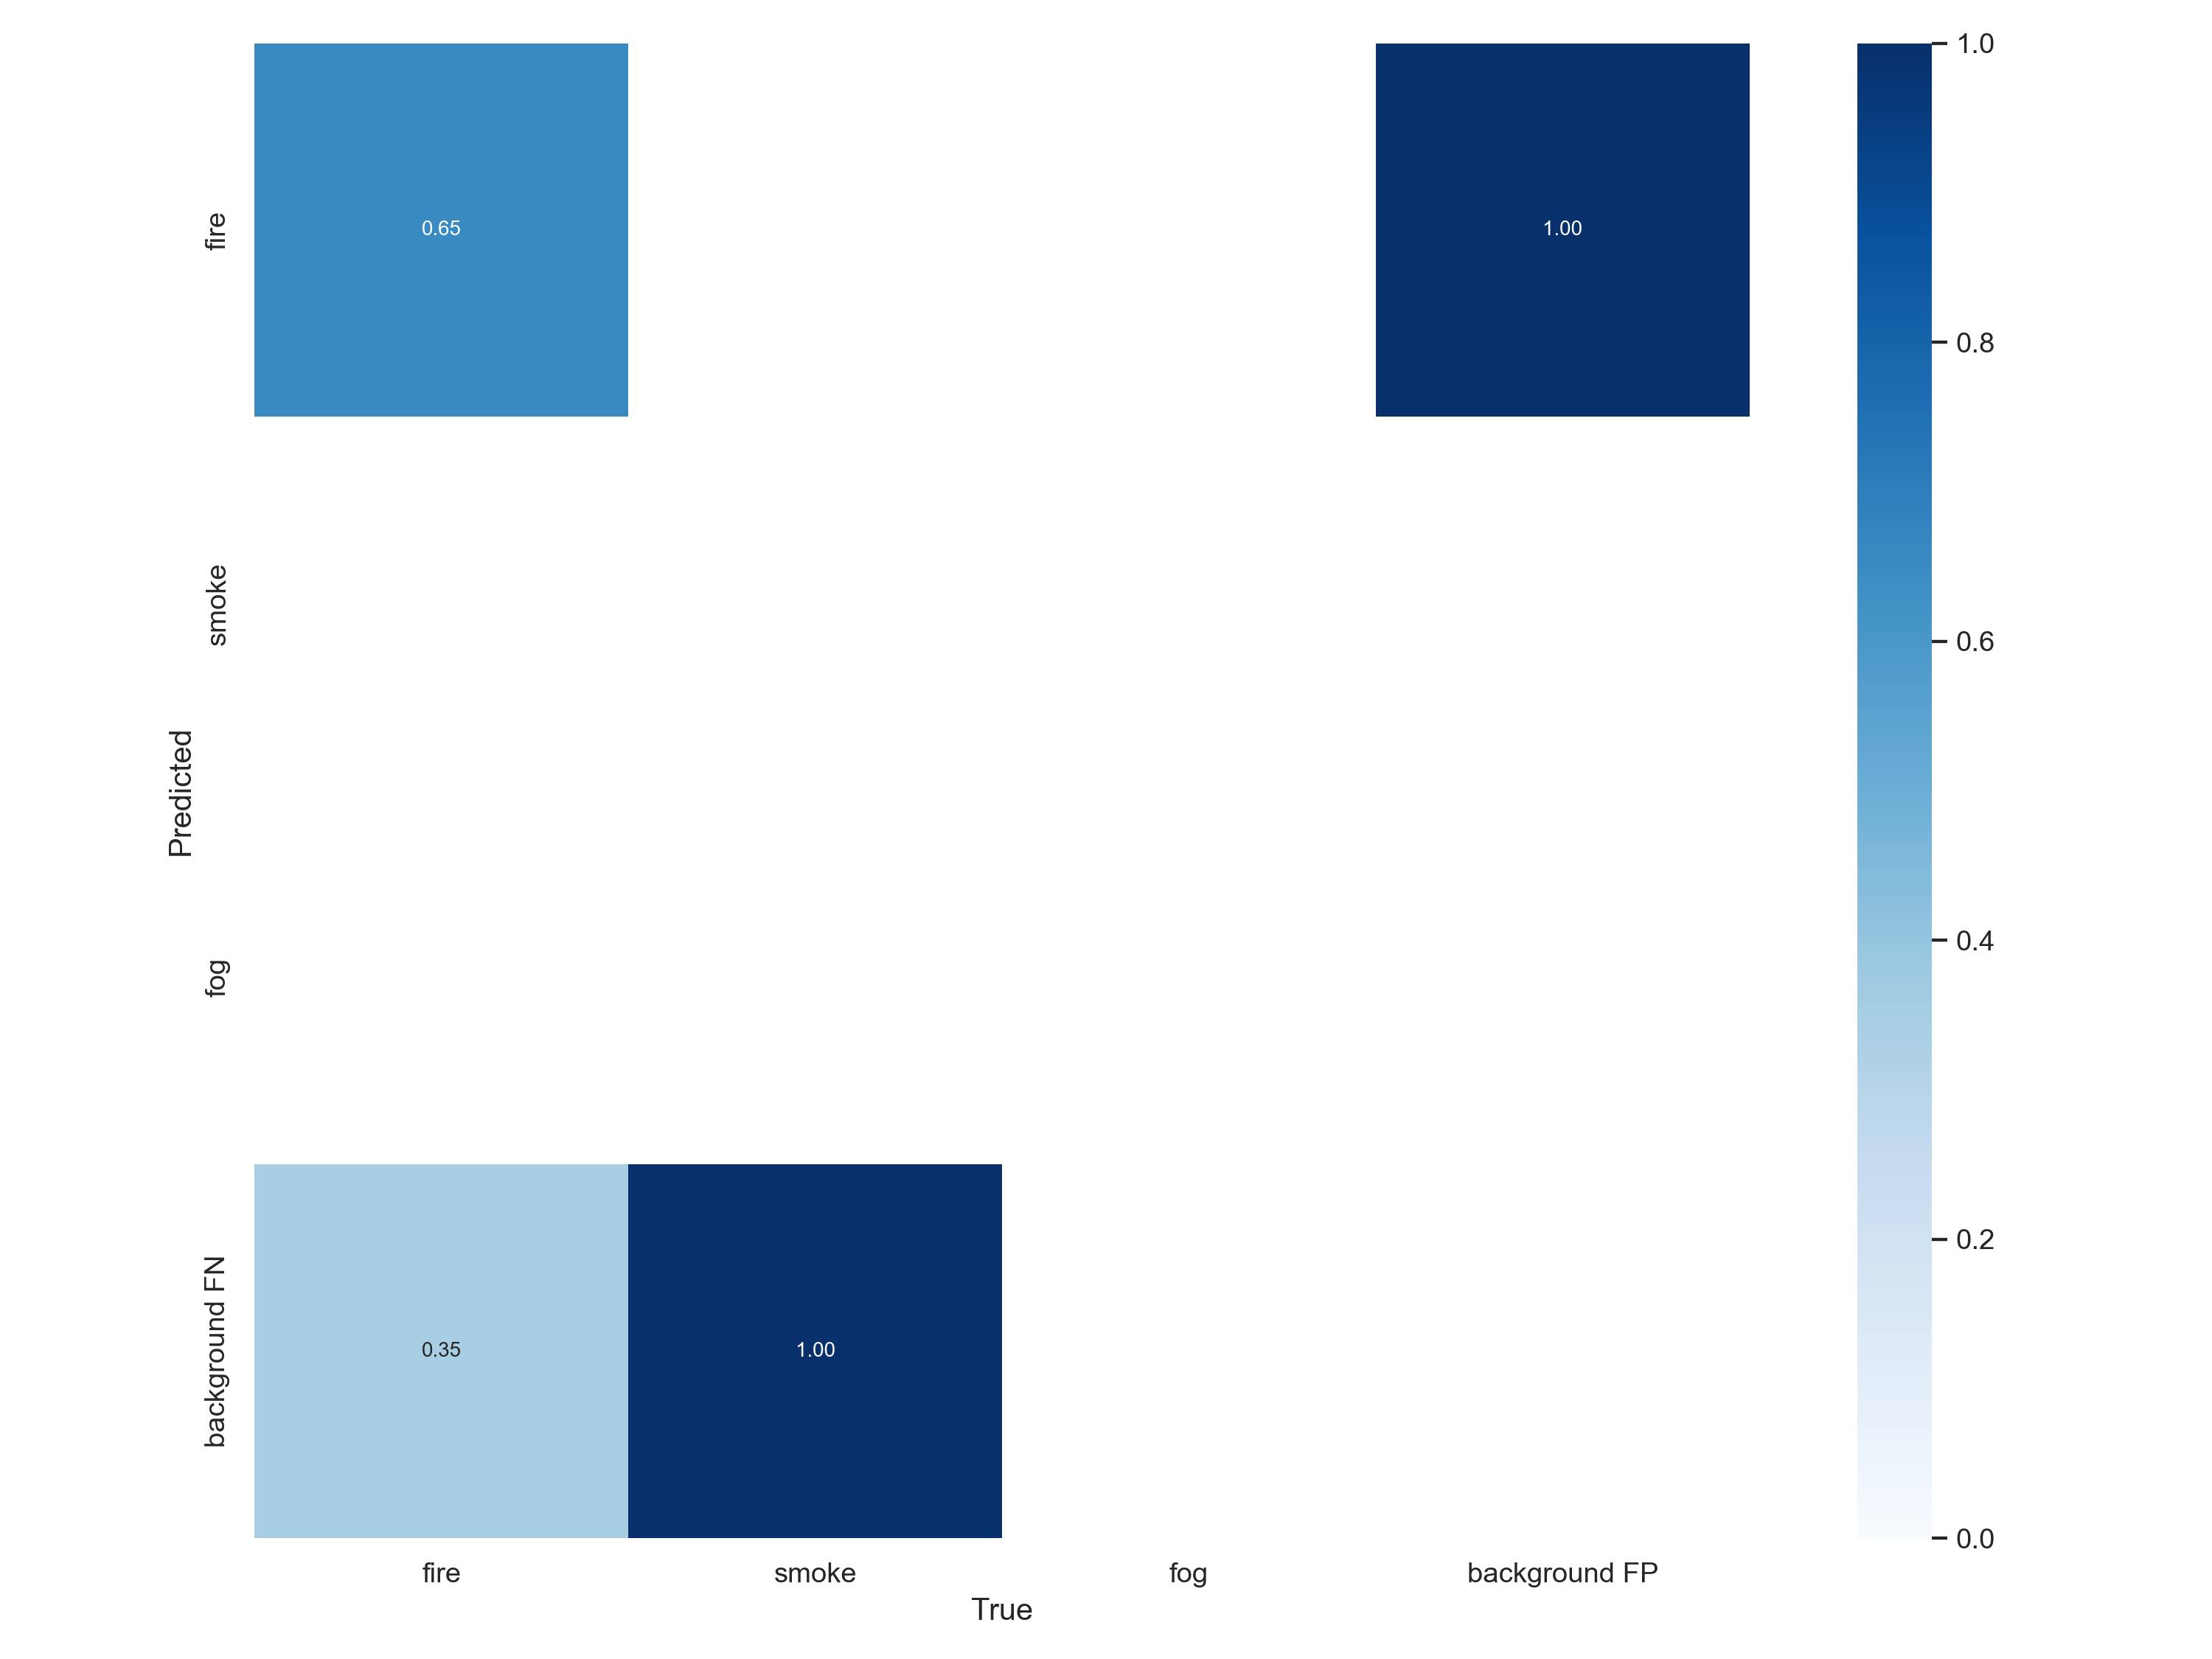 fire
0.65
1.00
smoke
Predicted
fog
background FN
0.35
1.00
fire
smoke
fog
background FP
True
1.0
0.8
0.6
0.4
0.2
0.0